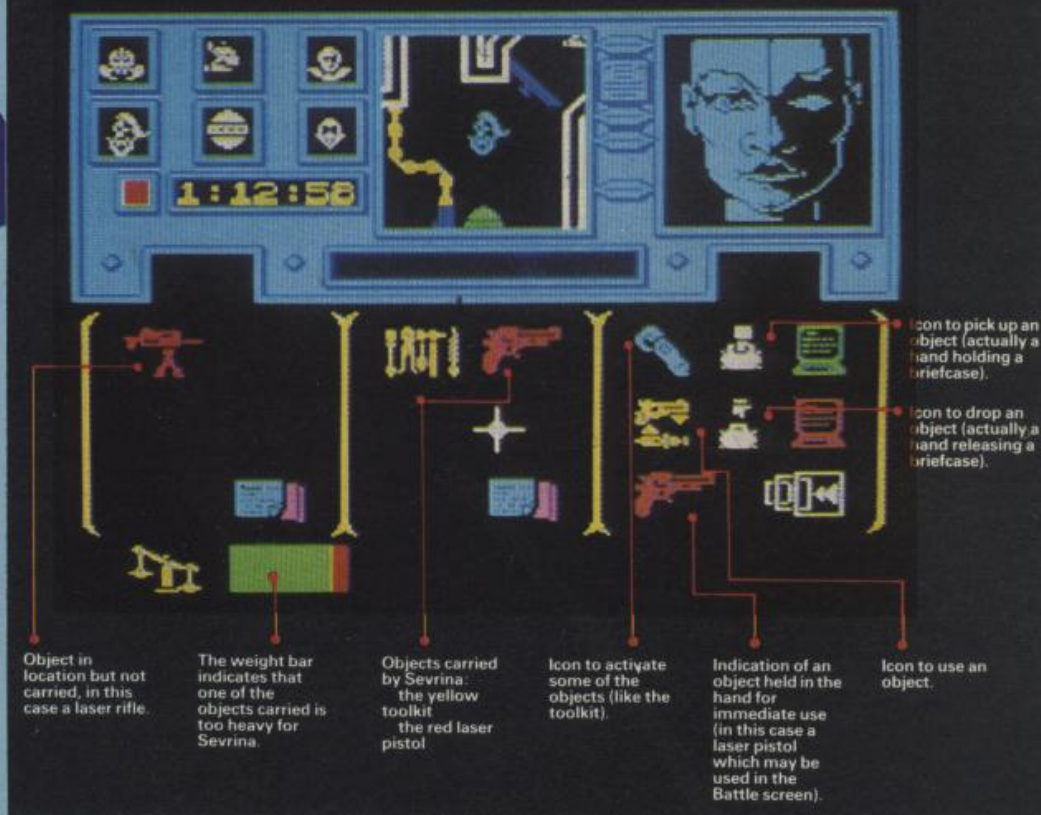 1:12:58
Icon to pick up an
object (actually a
hand holding a
briefcase).
Icon to drop an
object (actually a
hand releasing a
briefcase).
Object in
location but not
carried, in this
case a laser rifle.
The weight bar
indicates that
one of the
objects carried is
too heavy for
Sevrina.
Objects carried
by Sevrina:
the yellow
toolkit
the red laser
pistol
Icon to activate
some of the
objects (like the
toolkit).
Indication of an
object held in the
hand for
immediate use
(in this case a
laser pistol
which may be
used in the
Battle screen).
Icon to use an
object.